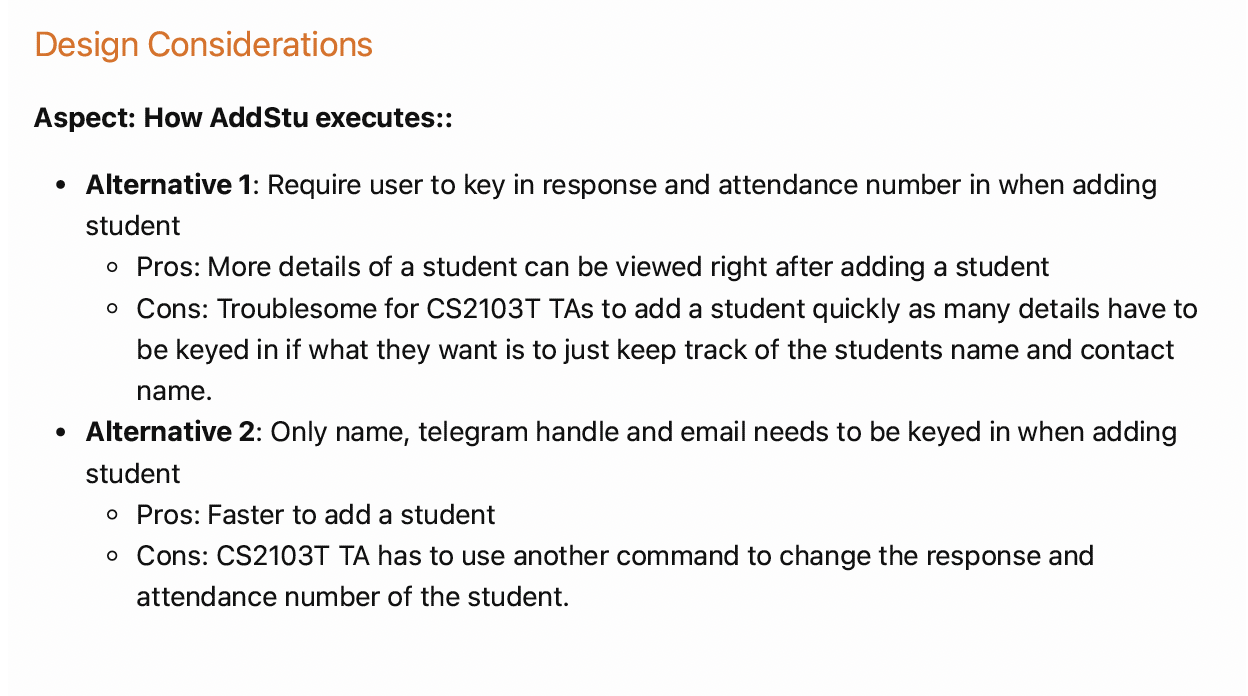 Design Considerations
Aspect: How AddStu executes::
• Alternative 1: Require user to key in response and attendance number in when adding
student
◦ Pros: More details of a student can be viewed right after adding a student
◦ Cons: Troublesome for CS2103T TAs to add a student quickly as many details have to
be keyed in if what they want is to just keep track of the students name and contact
name.
• Alternative 2: Only name, telegram handle and email needs to be keyed in when adding
student
◦ Pros: Faster to add a student
◦ Cons: CS2103T TA has to use another command to change the response and
attendance number of the student.